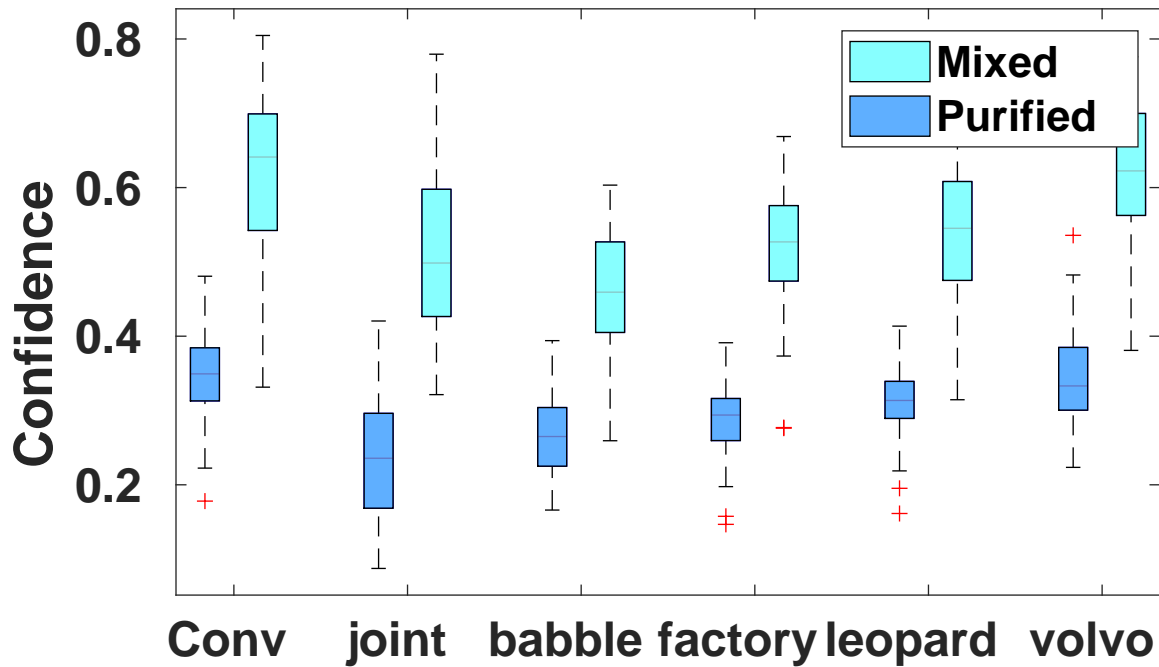 0.8
0.6
0.4
0.2
Confidence
Mixed
Purified
Conv joint babble factory leopard volvo